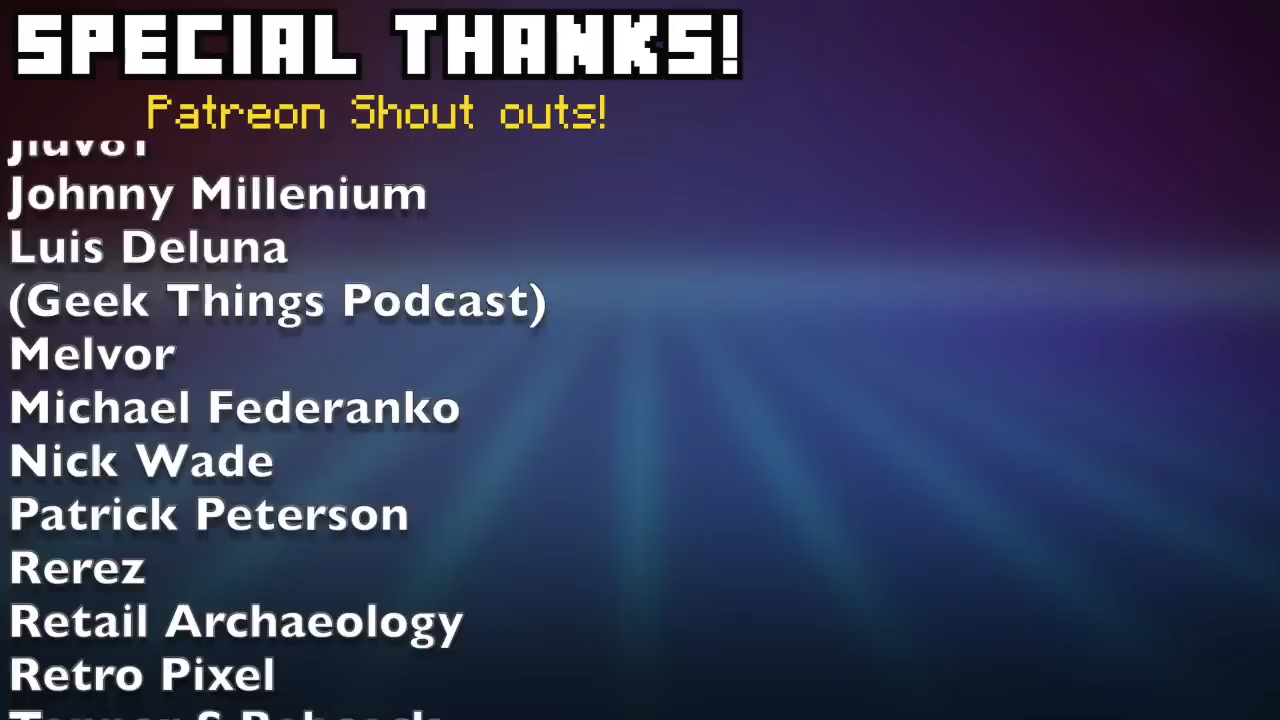 SPECIAL THANKS!
Patreon Shout outs!
Johnny Millenium
Luis Deluna
(Geek Things Podcast)
Melvor
Michael Federanko
Nick Wade
Patrick Peterson
Rerez
Retail Archaeology
Retro Pixel